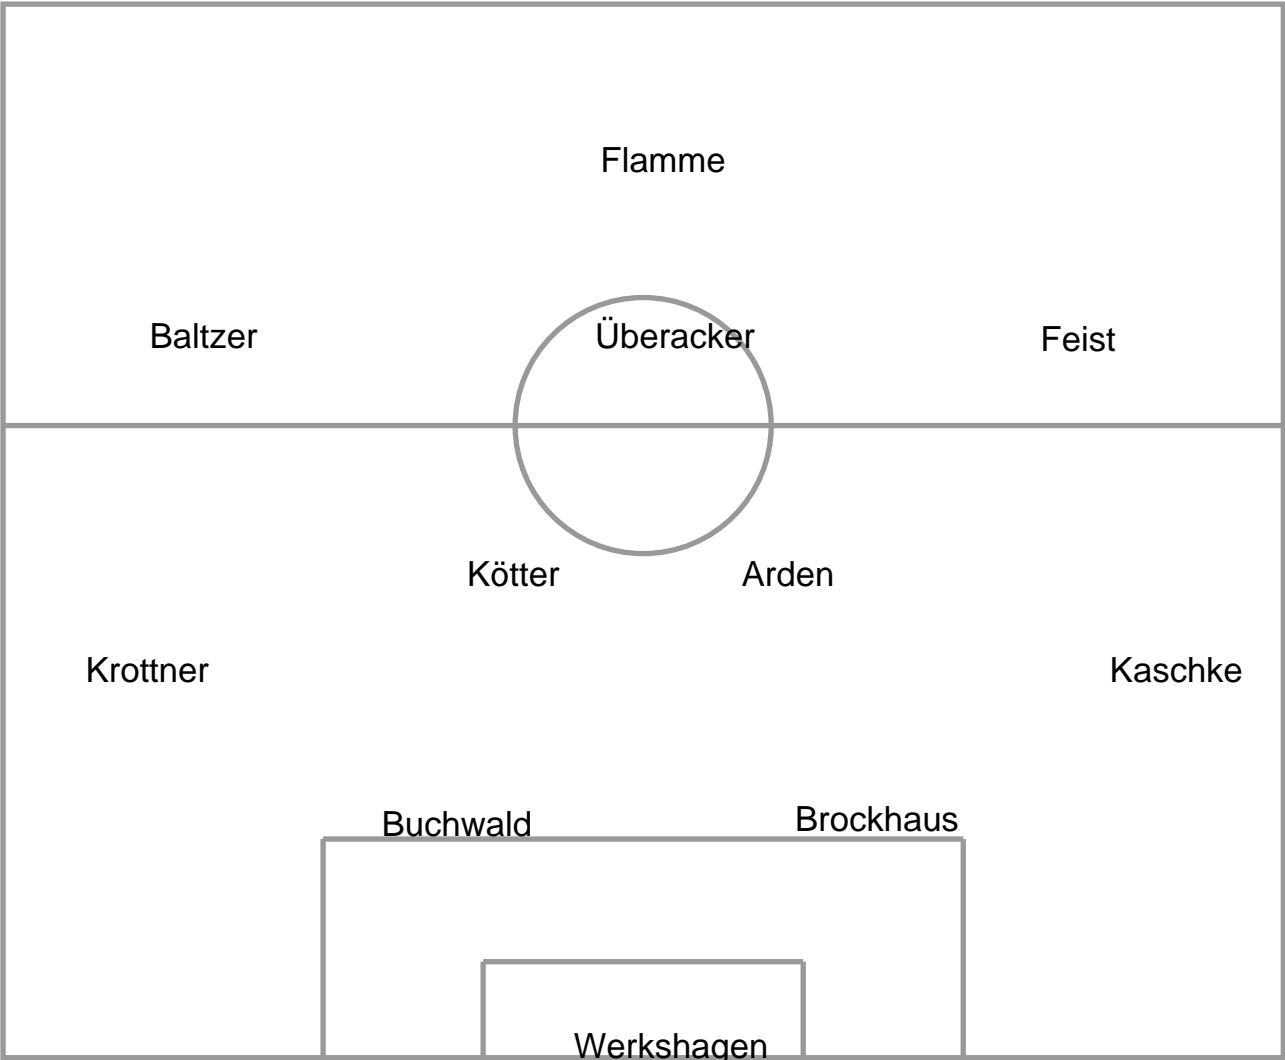 Flamme
Baltzer Überacker Feist
Kötter Arden
Krottner Kaschke
Buchwald Brockhaus
Werkshagen